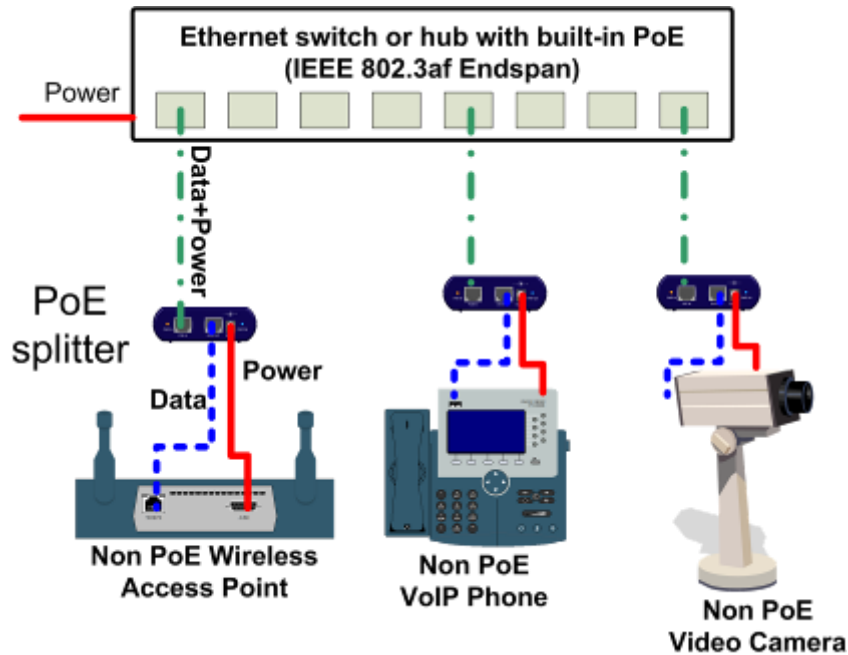 Ethernet switch or hub with built-in PoE
(IEEE 802.3af Endspan)
Power
Data+Power
PoE
splitter
Power
Data
Non PoE Wireless
Access Point
Non PoE
VoIP Phone
Non PoE
Video Camera